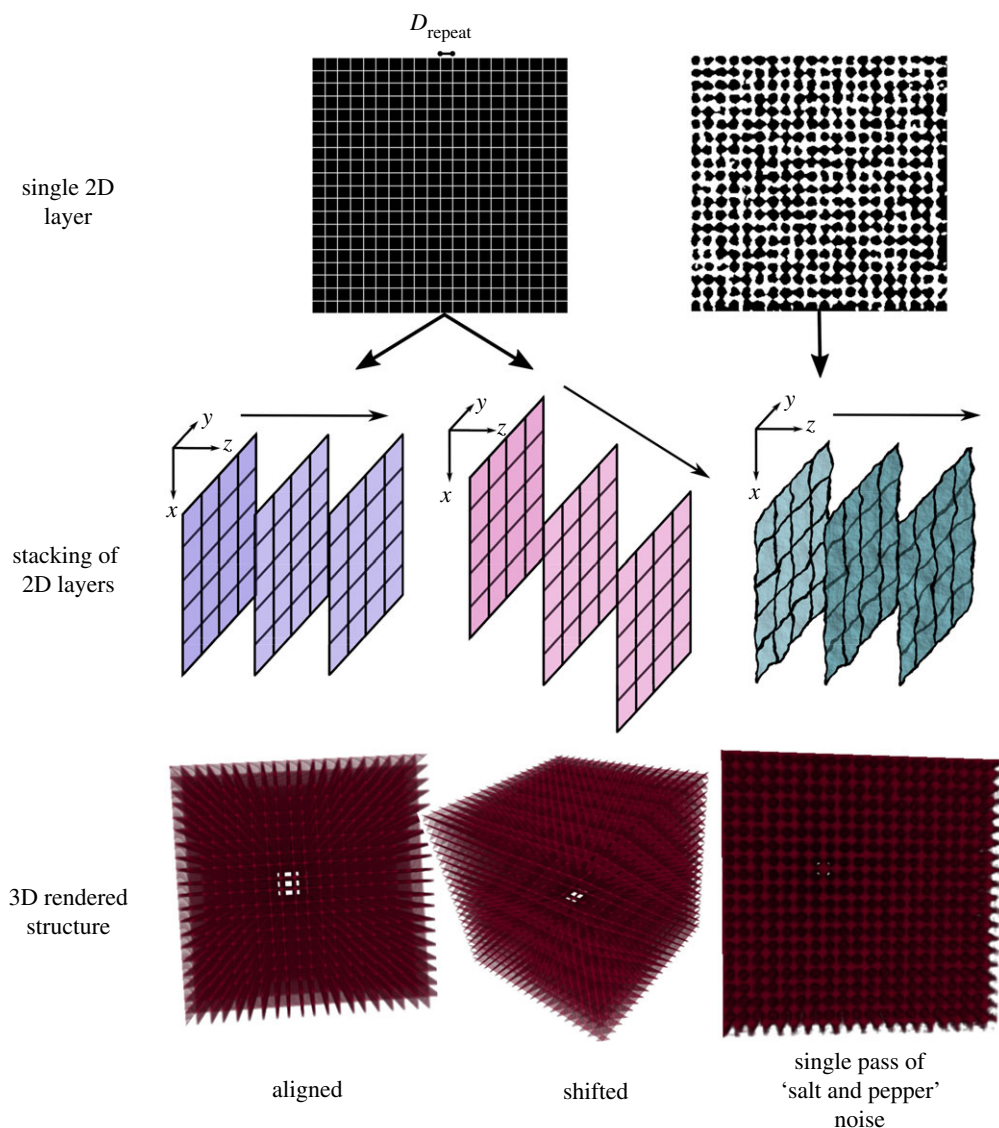 D_repeat
single 2D
layer
y
z
x
y
z
x
y
z
x
stacking of
2D layers
3D rendered
structure
aligned
shifted
single pass of
‘salt and pepper’
noise